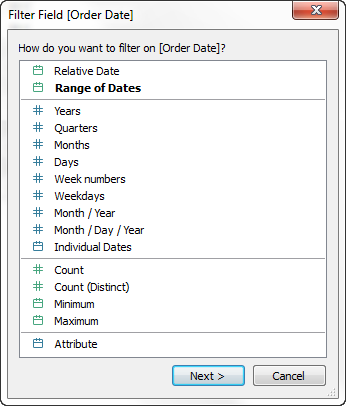 Filter Field [Order Date]
How do you want to filter on [Order Date]?
Relative Date
Range of Dates
Years
Quarters
Months
Days
Week numbers
Weekdays
Month / Year
Month / Day / Year
Individual Dates
Count
Count (Distinct)
Minimum
Maximum
Attribute
Next > Cancel